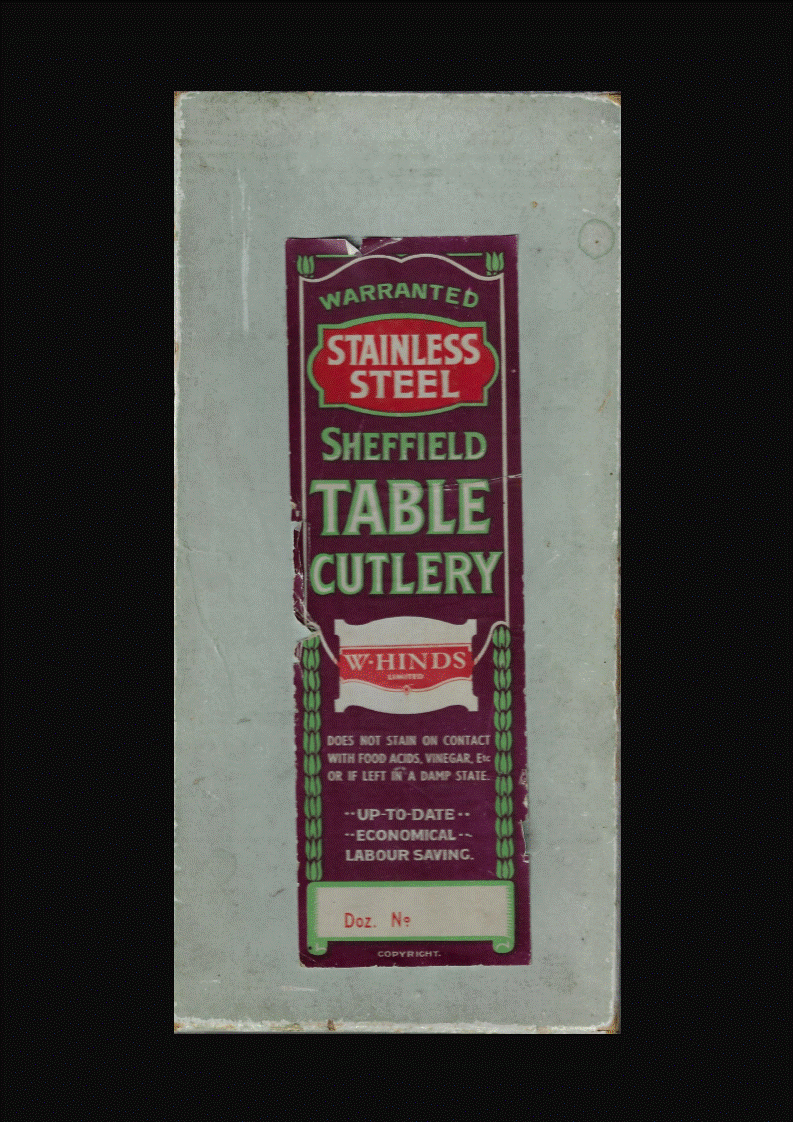 WARRANTED
STAINLESS
STEEL
SHEFFIELD
TABLE
CUTLERY
W·HINDS
LIMITED
DOES NOT STAIN ON CONTACT
WITH FOOD ACIDS, VINEGAR, Etc
OR IF LEFT IN A DAMP STATE.
··UP-TO-DATE··
··ECONOMICAL··
LABOUR SAVING.
Doz. No
COPYRIGHT.